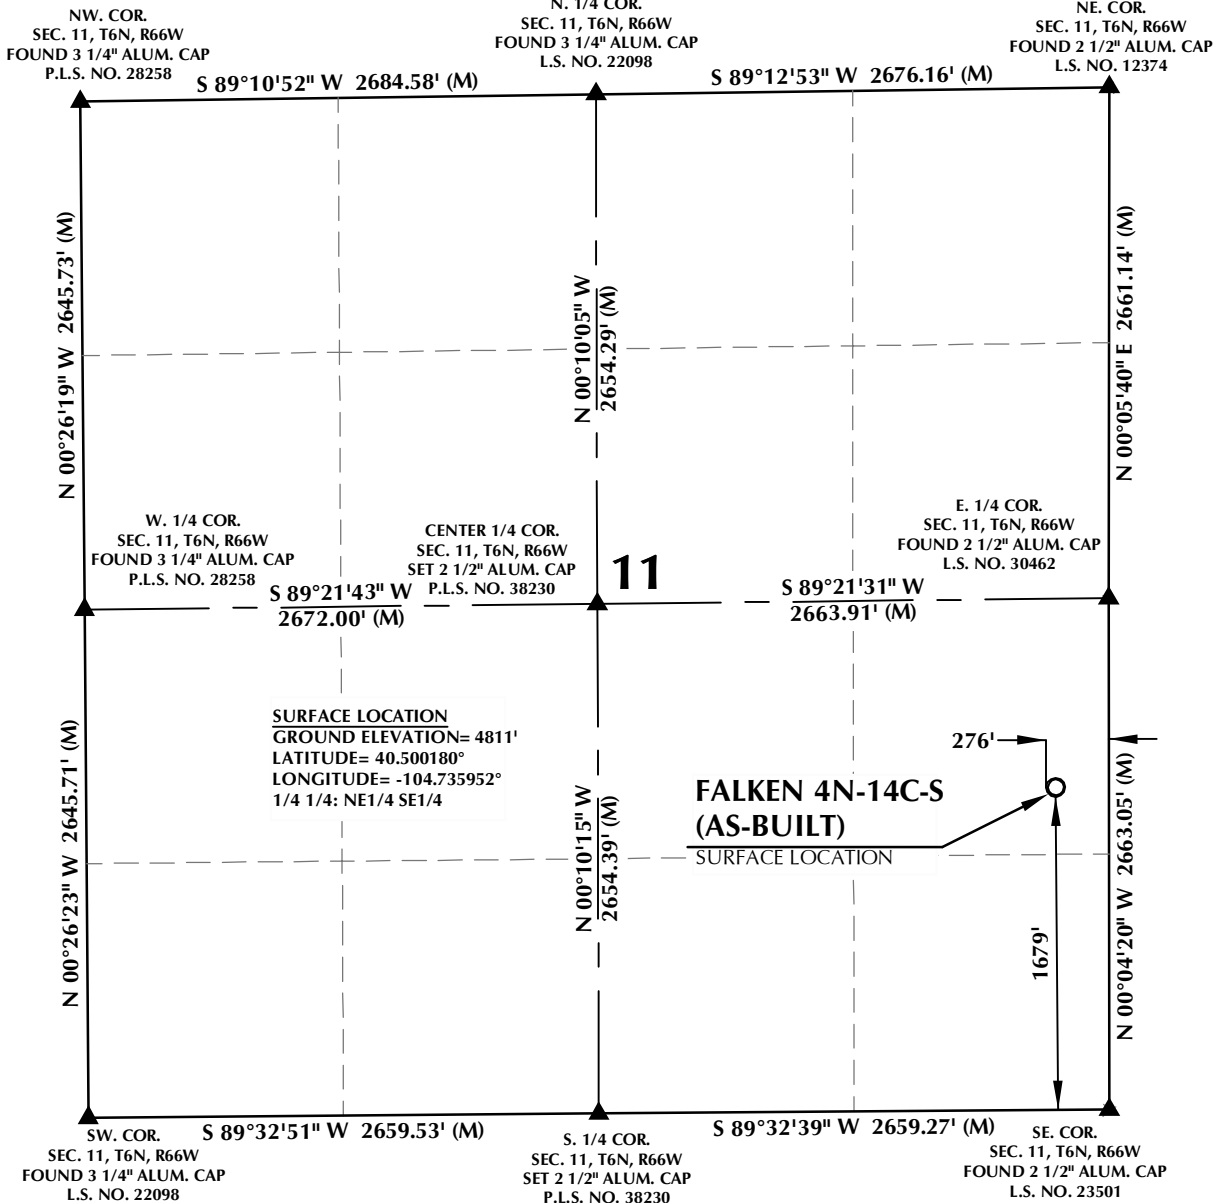 NW. COR.
SEC. 11, T6N, R66W
FOUND 3 1/4" ALUM. CAP
P.L.S. NO. 28258
N. 1/4 COR.
SEC. 11, T6N, R66W
FOUND 3 1/4" ALUM. CAP
L.S. NO. 22098
NE. COR.
SEC. 11, T6N, R66W
FOUND 2 1/2" ALUM. CAP
L.S. NO. 12374
S 89°10'52" W 2684.58' (M)
S 89°12'53" W 2676.16' (M)
N 00°26'19" W 2645.73' (M)
N 00°10'05" W
2654.29' (M)
N 00°05'40" E 2661.14' (M)
W. 1/4 COR.
SEC. 11, T6N, R66W
FOUND 3 1/4" ALUM. CAP
P.L.S. NO. 28258
CENTER 1/4 COR.
SEC. 11, T6N, R66W
SET 2 1/2" ALUM. CAP
P.L.S. NO. 38230
11
E. 1/4 COR.
SEC. 11, T6N, R66W
FOUND 2 1/2" ALUM. CAP
L.S. NO. 30462
S 89°21'43" W
2672.00' (M)
S 89°21'31" W
2663.91' (M)
SURFACE LOCATION
GROUND ELEVATION= 4811'
LATITUDE= 40.500180°
LONGITUDE= -104.735952°
1/4 1/4: NE1/4 SE1/4
276'
FALKEN 4N-14C-S
(AS-BUILT)
SURFACE LOCATION
N 00°26'23" W 2645.71' (M)
N 00°10'15" W
2654.39' (M)
1679'
N 00°04'20" W 2663.05' (M)
S 89°32'51" W 2659.53' (M)
S 89°32'39" W 2659.27' (M)
SW. COR.
SEC. 11, T6N, R66W
FOUND 3 1/4" ALUM. CAP
L.S. NO. 22098
S. 1/4 COR.
SEC. 11, T6N, R66W
SET 2 1/2" ALUM. CAP
P.L.S. NO. 38230
SE. COR.
SEC. 11, T6N, R66W
FOUND 2 1/2" ALUM. CAP
L.S. NO. 23501